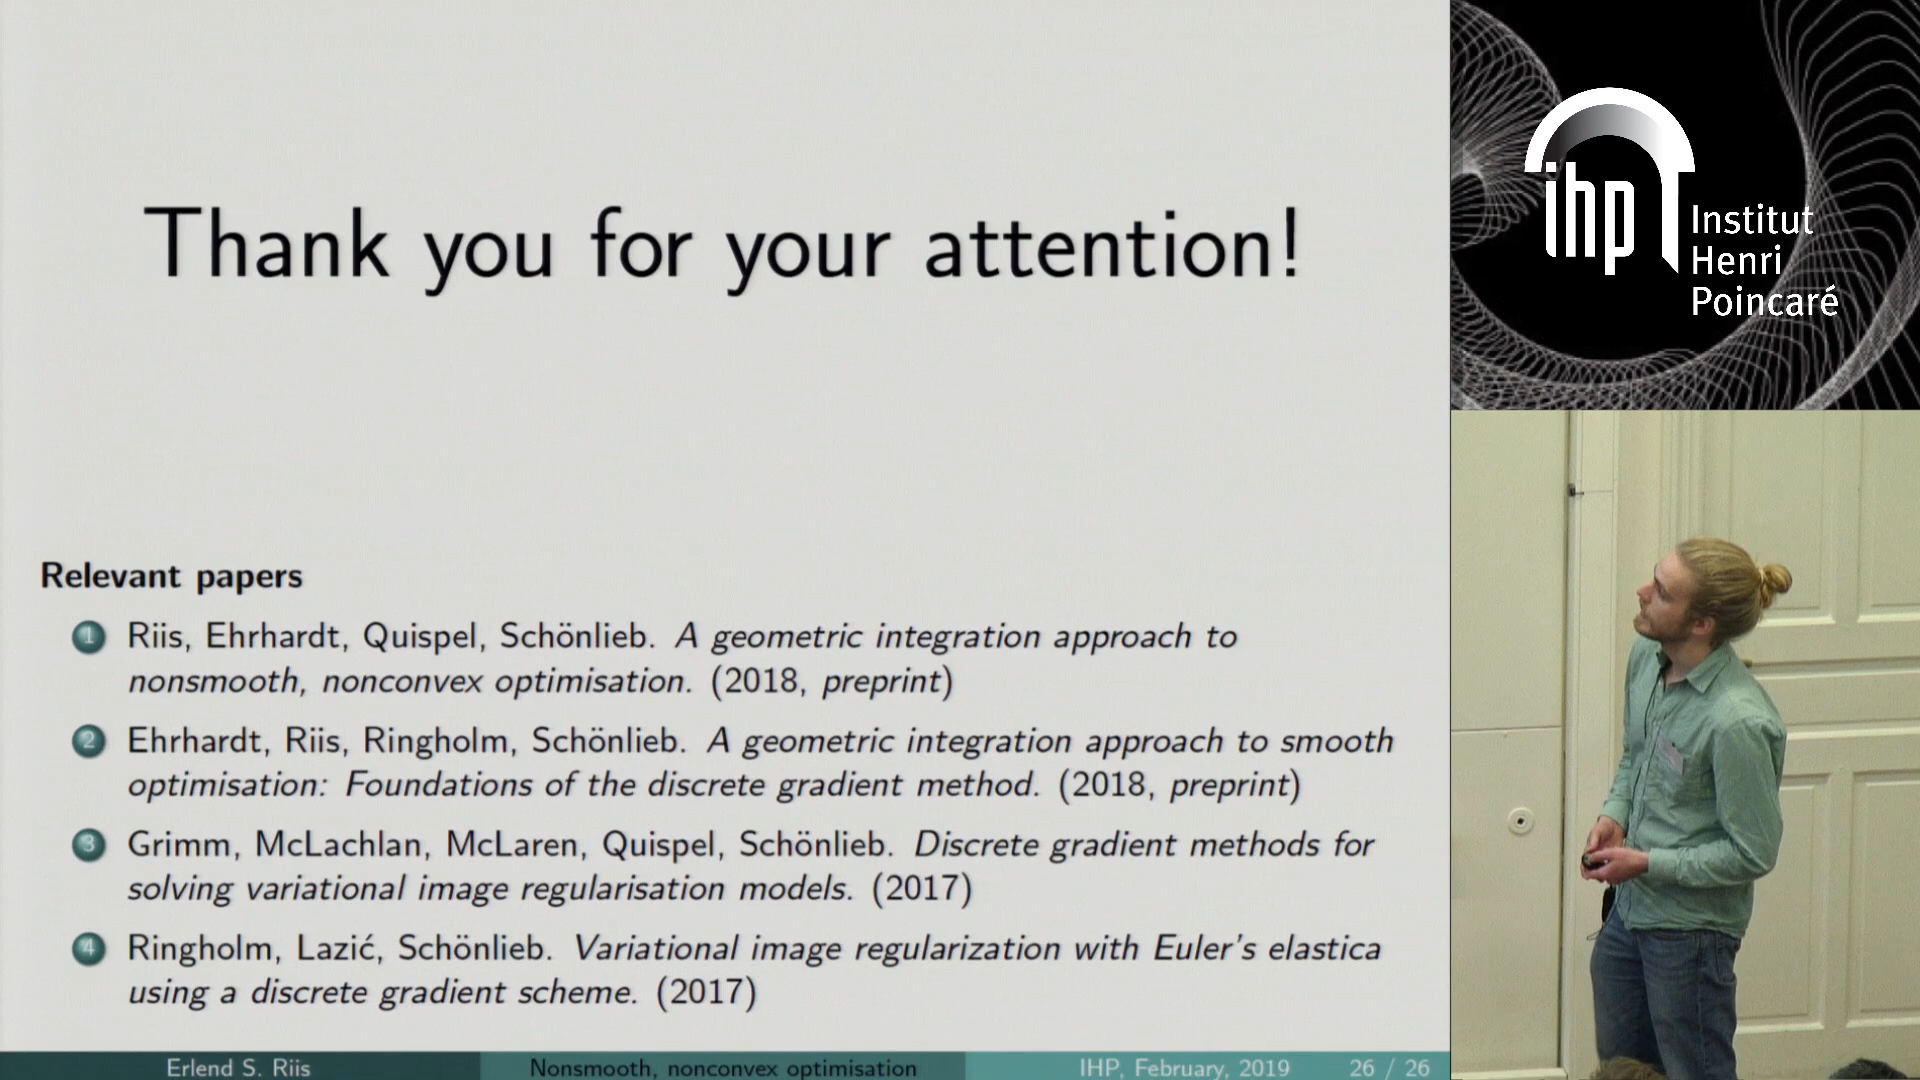 Thank you for your attention!
Relevant papers
1 Riis, Ehrhardt, Quispel, Schönlieb. A geometric integration approach to
nonsmooth, nonconvex optimisation. (2018, preprint)
2 Ehrhardt, Riis, Ringholm, Schönlieb. A geometric integration approach to smooth
optimisation: Foundations of the discrete gradient method. (2018, preprint)
3 Grimm, McLachlan, McLaren, Quispel, Schönlieb. Discrete gradient methods for
solving variational image regularisation models. (2017)
4 Ringholm, Lazić, Schönlieb. Variational image regularization with Euler's elastica
using a discrete gradient scheme. (2017)
Erlend S. Riis Nonsmooth, nonconvex optimisation IHP, February, 2019 26 / 26
ihp
Institut
Henri
Poincaré